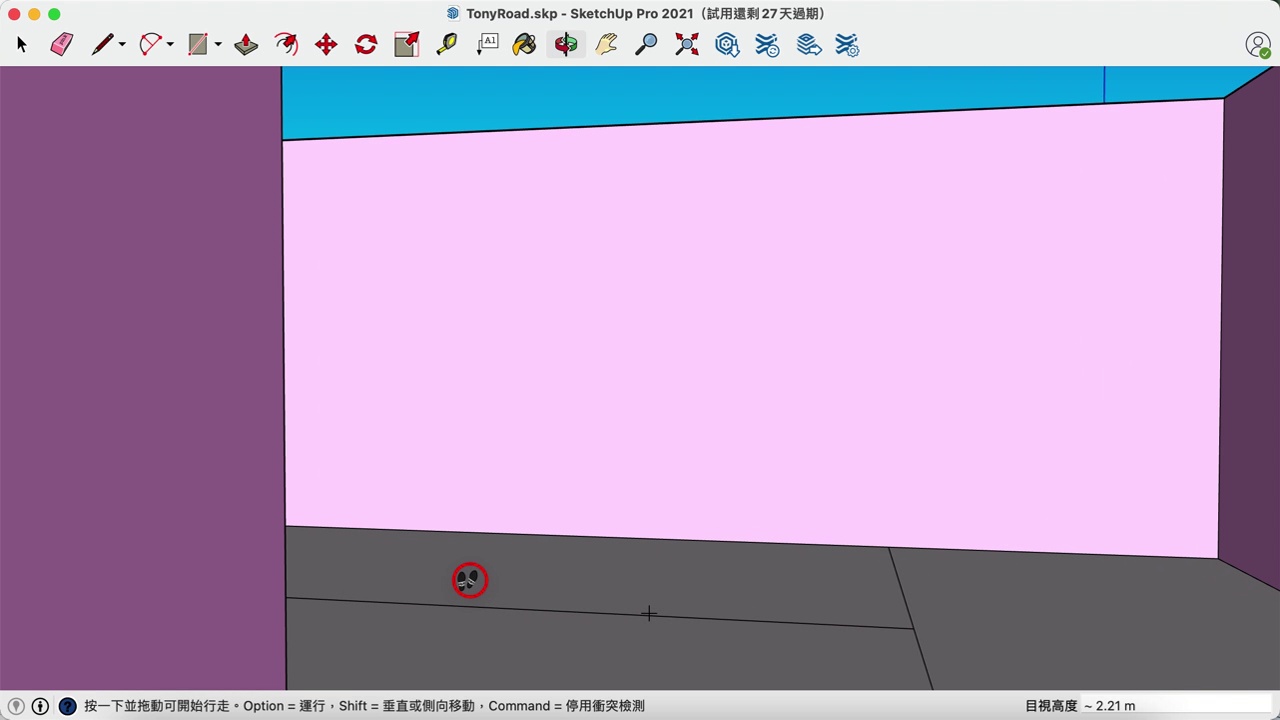 TonyRoad.skp - SketchUp Pro 2021（試用還剩 27 天過期）
A1
按一下並拖動可開始行走。Option = 運行，Shift = 垂直或側向移動，Command = 停用衝突檢測
目視高度 ~ 2.21 m